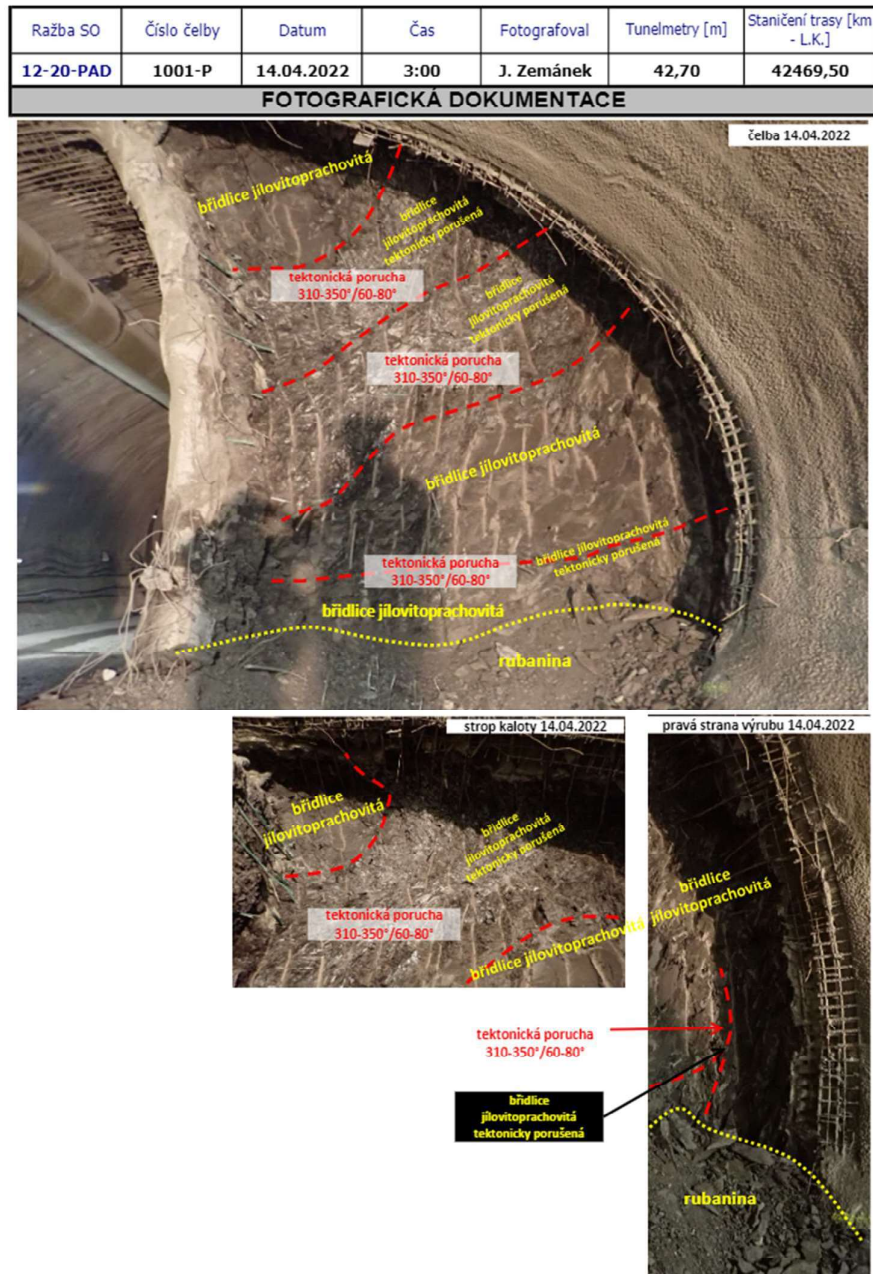 Ražba SO
Číslo čelby
Datum
Čas
Fotografoval
Tunelmetry [m]
Staničení trasy [km
- L.K.]
12-20-PAD
1001-P
14.04.2022
3:00
J. Zemánek
42,70
42469,50
FOTOGRAFICKÁ DOKUMENTACE
čelba 14.04.2022
břidlice jílovitoprachovitá
břidlice
jílovitoprachovitá
tektonicky porušená
tektonická porucha
310-350°/60-80°
břidlice
jílovitoprachovitá
tektonicky porušená
tektonická porucha
310-350°/60-80°
břidlice jílovitoprachovitá
břidlice jílovitoprachovitá
tektonicky porušená
tektonická porucha
310-350°/60-80°
břidlice jílovitoprachovitá
rubanina
strop kaloty 14.04.2022
břidlice
jílovitoprachovitá
břidlice
jílovitoprachovitá
tektonicky porušená
tektonická porucha
310-350°/60-80°
břidlice jílovitoprachovitá
pravá strana výrubu 14.04.2022
břidlice
jílovitoprachovitá
tektonická porucha
310-350°/60-80°
břidlice
jílovitoprachovitá
tektonicky porušená
rubanina